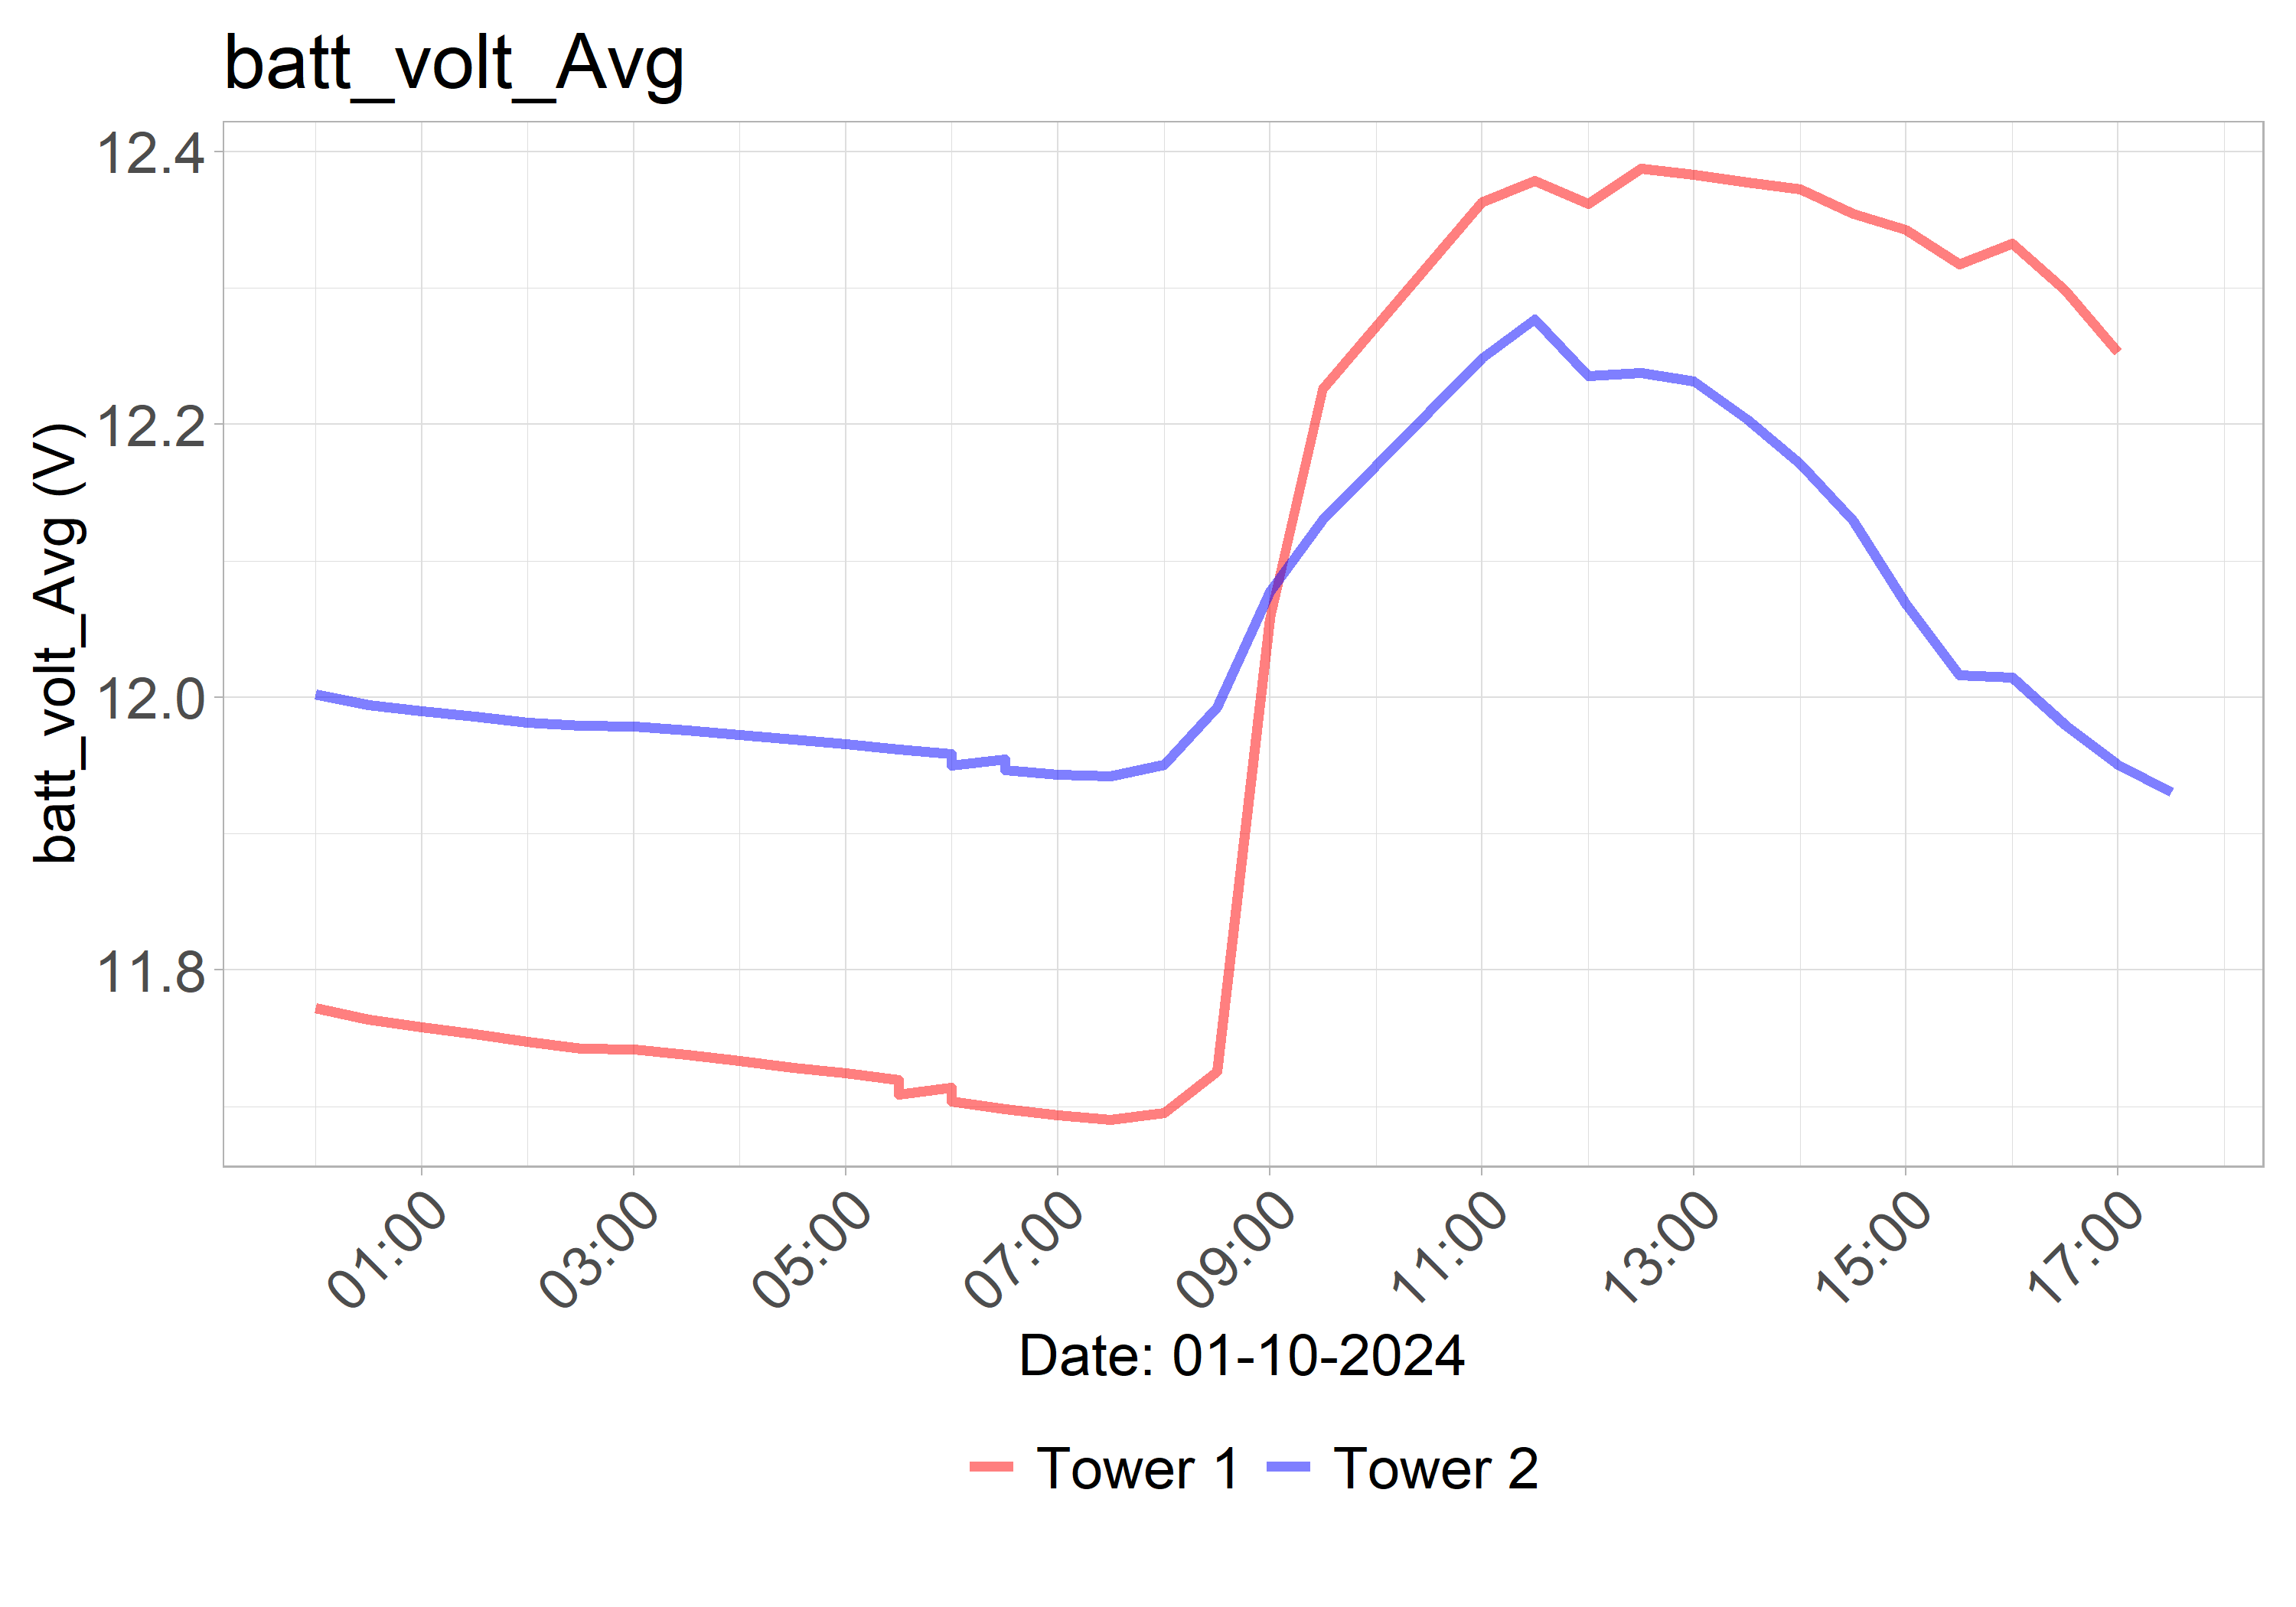 batt_volt_Avg
batt_volt_Avg (V)
12.4
12.2
12.0
11.8
01:00 03:00 05:00 07:00 09:00 11:00 13:00 15:00 17:00
Date: 01-10-2024
Tower 1 Tower 2